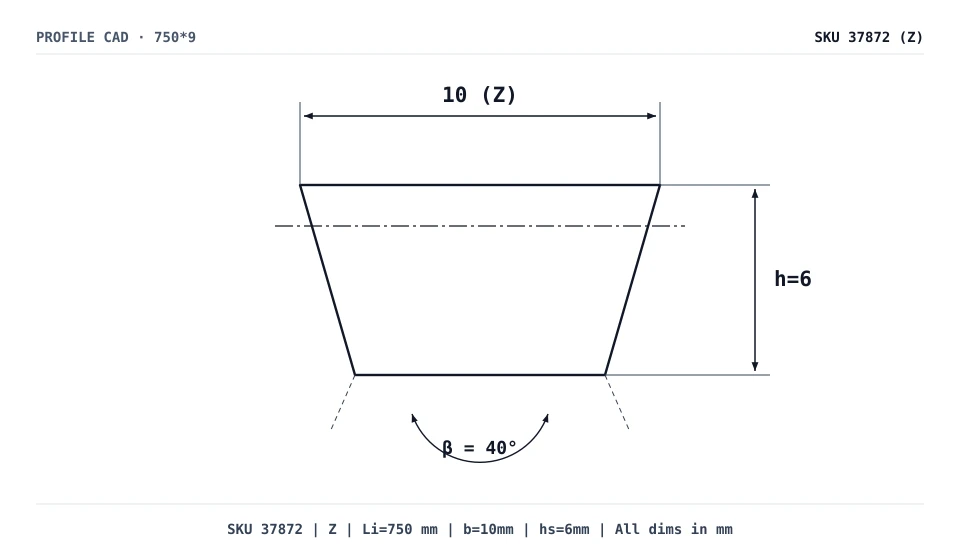 PROFILE CAD · 750*9
SKU 37872 (Z)
10 (Z)
h=6
β = 40°
SKU 37872 | Z | Li=750 mm | b=10mm | hs=6mm | All dims in mm